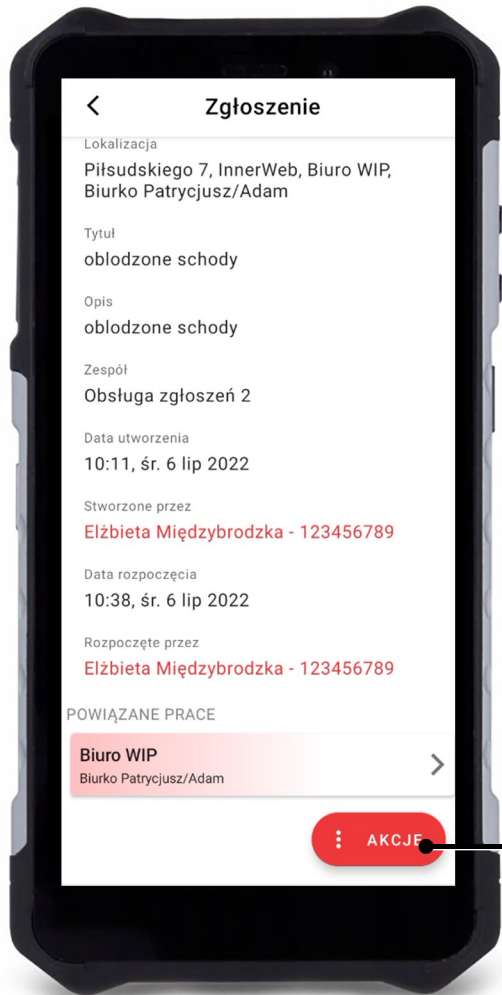 Zgłoszenie
Lokalizacja
Piłsudskiego 7, InnerWeb, Biuro WIP,
Biurko Patrycjusz/Adam
Tytuł
oblodzone schody
Opis
oblodzone schody
Zespół
Obsługa zgłoszeń 2
Data utworzenia
10:11, śr. 6 lip 2022
Stworzone przez
Elżbieta Międzybrodzka - 123456789
Data rozpoczęcia
10:38, śr. 6 lip 2022
Rozpoczęte przez
Elżbieta Międzybrodzka - 123456789
POWIĄZANE PRACE
Biuro WIP
Biurko Patrycjusz/Adam
AKCJE